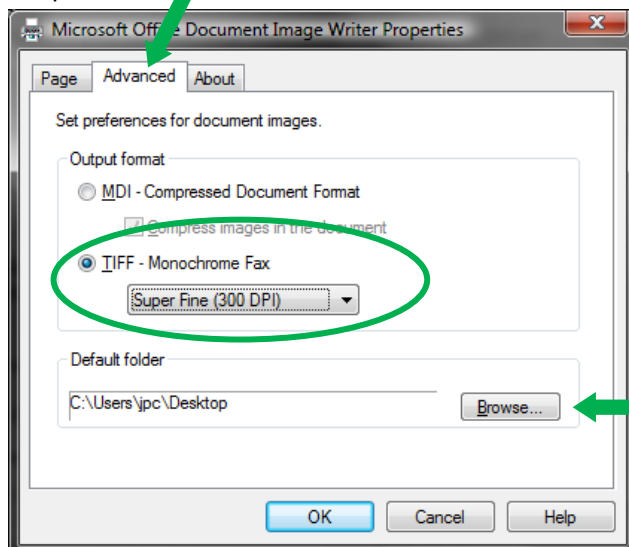 Microsoft Office Document Image Writer Properties
Page Advanced About
Set preferences for document images.
Output format
MDI - Compressed Document Format
Compress images in the document
TIFF - Monochrome Fax
Super Fine (300 DPI)
Default folder
C:\Users\jpc\Desktop
Browse...
OK Cancel Help